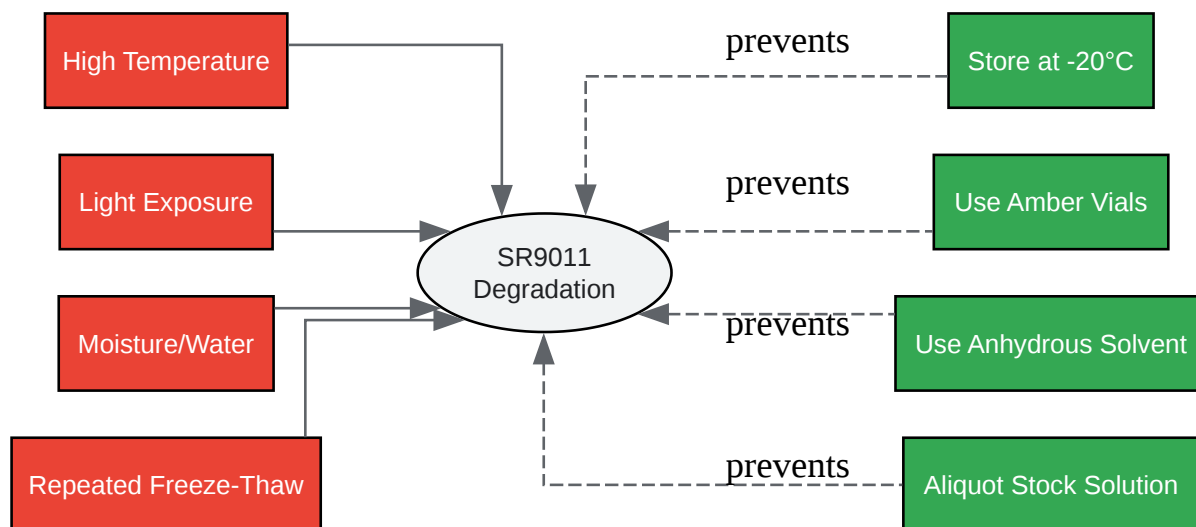 High Temperature
prevents
Store at -20°C
Light Exposure
prevents
Use Amber Vials
SR9011
Degradation
Moisture/Water
prevents
Use Anhydrous Solvent
Repeated Freeze-Thaw
prevents
Aliquot Stock Solution